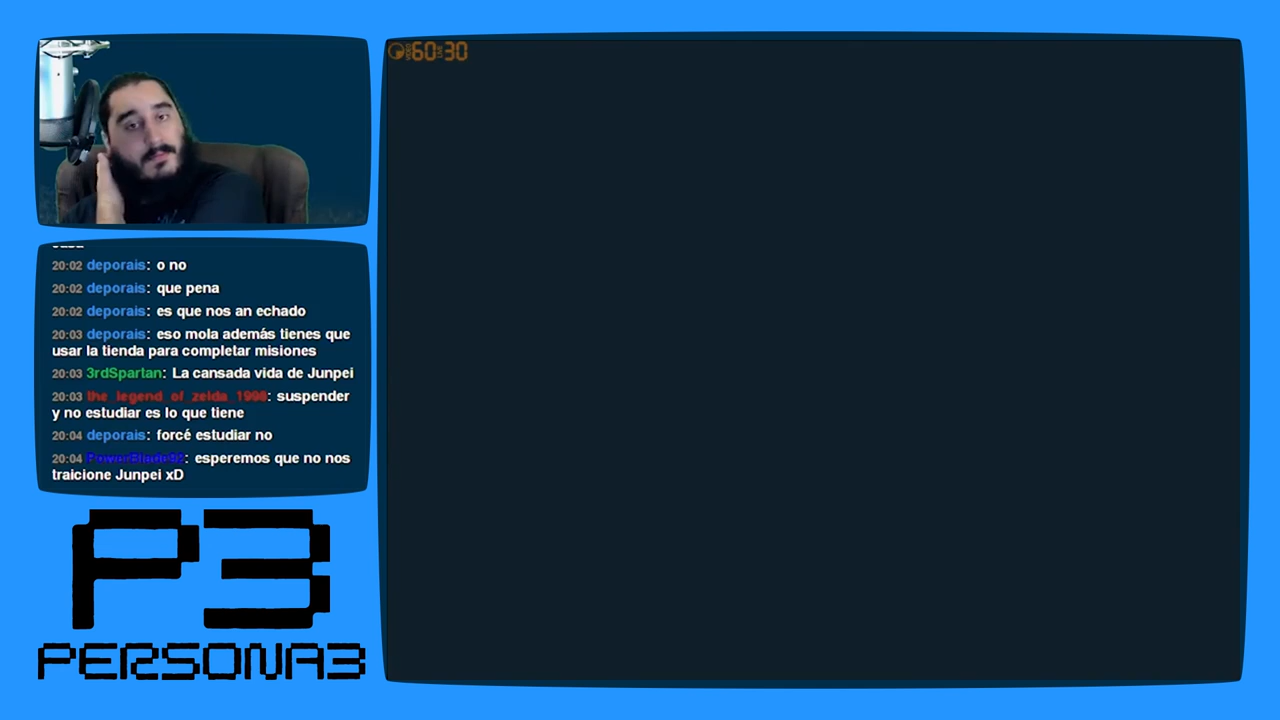 60 30
20:02 deporais: o no
20:02 deporais: que pena
20:02 deporais: es que nos an echado
20:03 deporais: eso mola además tienes que
usar la tienda para completar misiones
20:03 3rdSpartan: La cansada vida de Junpei
20:03 the_legend_of_zelda_1998: suspender
y no estudiar es lo que tiene
20:04 deporais: forcé estudiar no
20:04 : esperemos que no nos
traicione Junpei xD
P3
PERSONA3